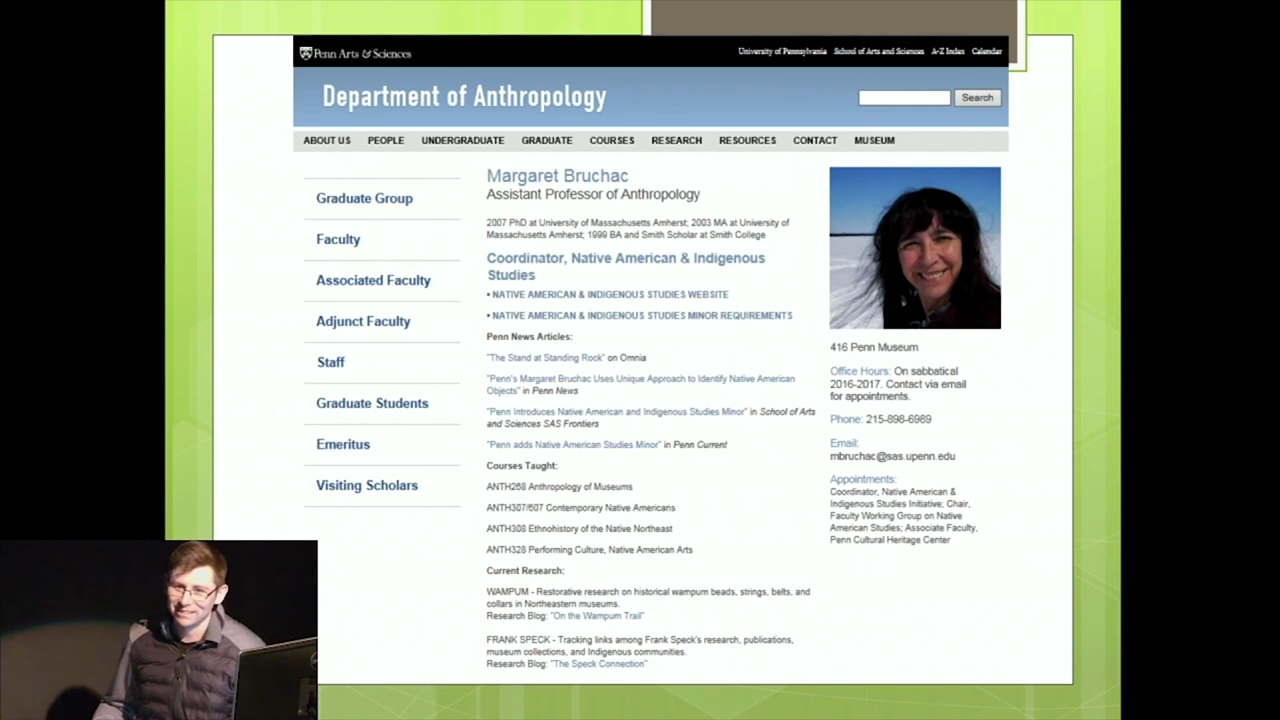 Penn Arts & Sciences
University of Pennsylvania School of Arts and Sciences A-Z Index Calendar
Department of Anthropology
Search
ABOUT US PEOPLE UNDERGRADUATE GRADUATE COURSES RESEARCH RESOURCES CONTACT MUSEUM
Graduate Group
Faculty
Associated Faculty
Adjunct Faculty
Staff
Graduate Students
Emeritus
Visiting Scholars
Margaret Bruchac
Assistant Professor of Anthropology
2007 PhD at University of Massachusetts Amherst; 2003 MA at University of
Massachusetts Amherst; 1999 BA and Smith Scholar at Smith College
Coordinator, Native American & Indigenous
Studies
• NATIVE AMERICAN & INDIGENOUS STUDIES WEBSITE
• NATIVE AMERICAN & INDIGENOUS STUDIES MINOR REQUIREMENTS
Penn News Articles:
"The Stand at Standing Rock" on Omnia
"Penn's Margaret Bruchac Uses Unique Approach to Identify Native American
Objects" in Penn News
"Penn Introduces Native American and Indigenous Studies Minor" in School of Arts
and Sciences SAS Frontiers
"Penn adds Native American Studies Minor" in Penn Current
Courses Taught:
ANTH268 Anthropology of Museums
ANTH307/607 Contemporary Native Americans
ANTH308 Ethnohistory of the Native Northeast
ANTH328 Performing Culture, Native American Arts
Current Research:
WAMPUM - Restorative research on historical wampum beads, strings, belts, and
collars in Northeastern museums.
Research Blog: "On the Wampum Trail"
FRANK SPECK - Tracking links among Frank Speck's research, publications,
museum collections, and Indigenous communities.
Research Blog: "The Speck Connection"
416 Penn Museum
Office Hours: On sabbatical
2016-2017. Contact via email
for appointments.
Phone: 215-898-6989
Email:
mbruchac@sas.upenn.edu
Appointments:
Coordinator, Native American &
Indigenous Studies Initiative; Chair,
Faculty Working Group on Native
American Studies; Associate Faculty,
Penn Cultural Heritage Center